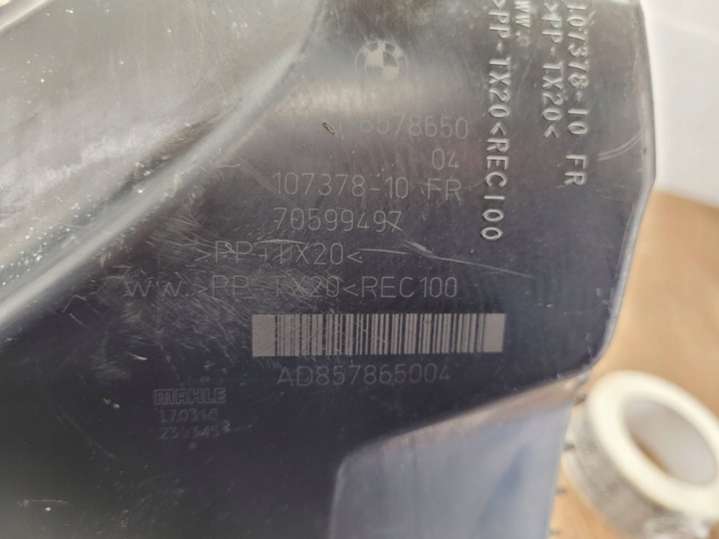 8578650
04
107378-10 FR
70599497
>PP-TX20<
WW.>PP-TX20<REC100
AD857865004
MAHLE
107378-10 FR
>PP-TX20<
>PP-TX20<REC100